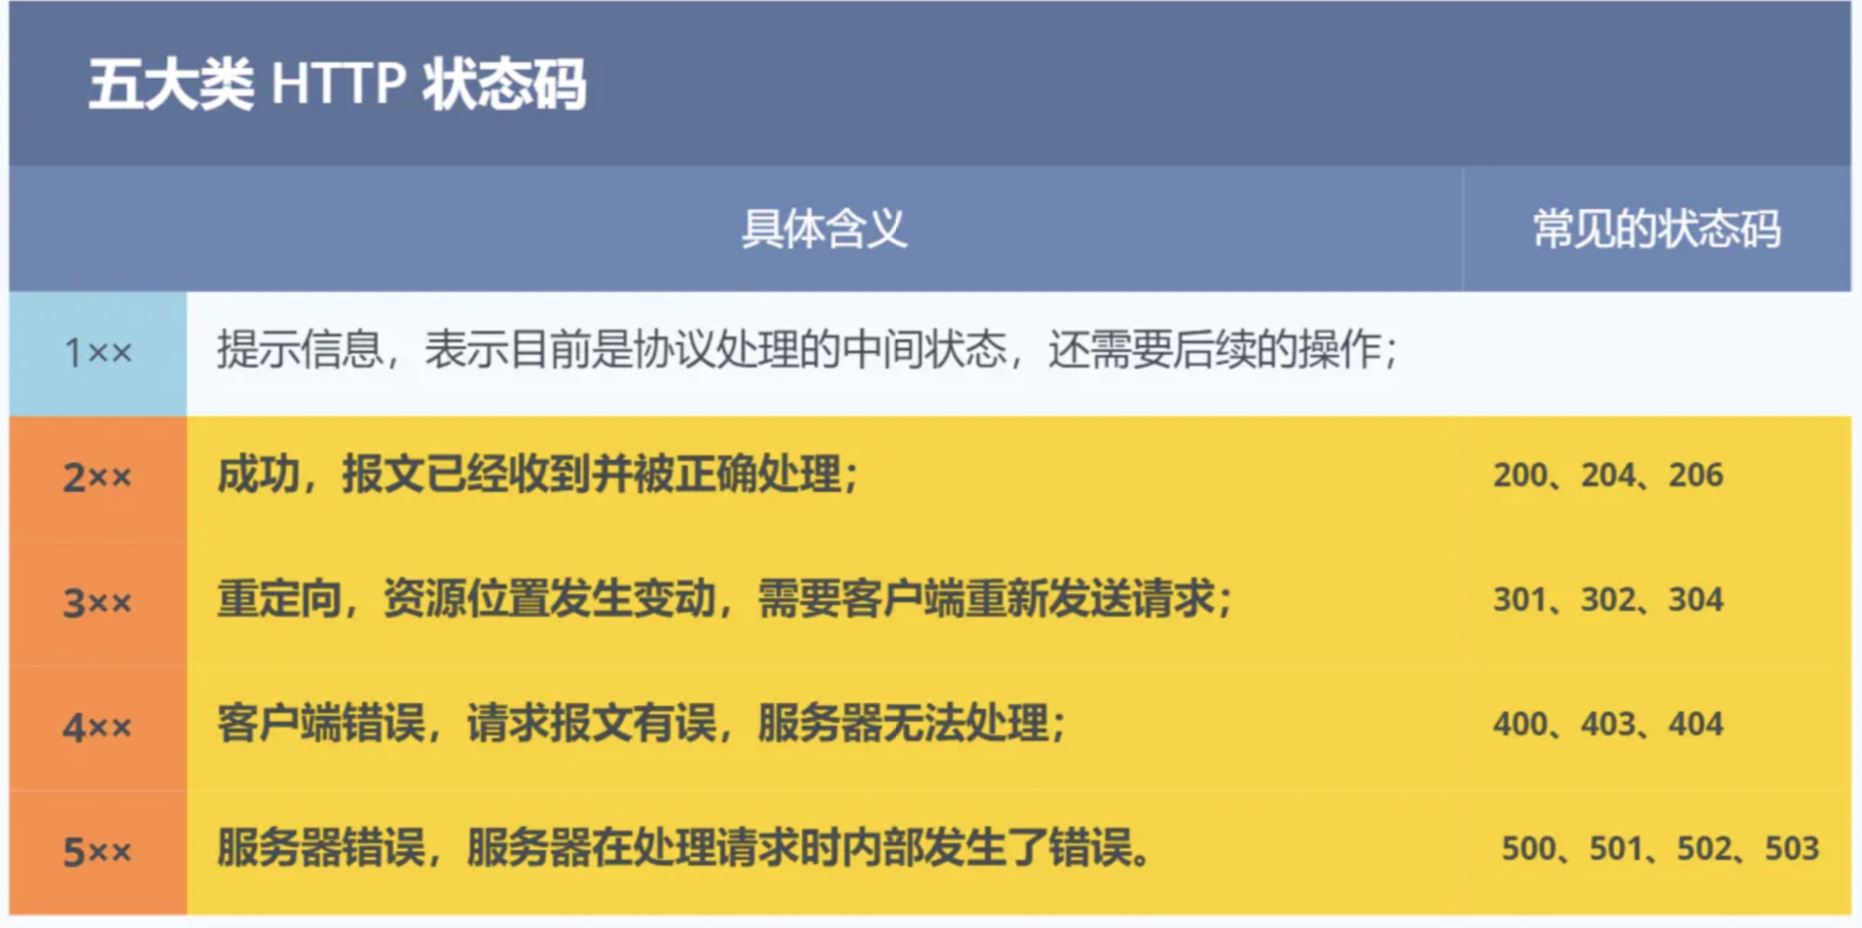 五大类 HTTP 状态码
具体含义 常见的状态码
1×× 提示信息，表示目前是协议处理的中间状态，还需要后续的操作；
2×× 成功，报文已经收到并被正确处理； 200、204、206
3×× 重定向，资源位置发生变动，需要客户端重新发送请求； 301、302、304
4×× 客户端错误，请求报文有误，服务器无法处理； 400、403、404
5×× 服务器错误，服务器在处理请求时内部发生了错误。 500、501、502、503